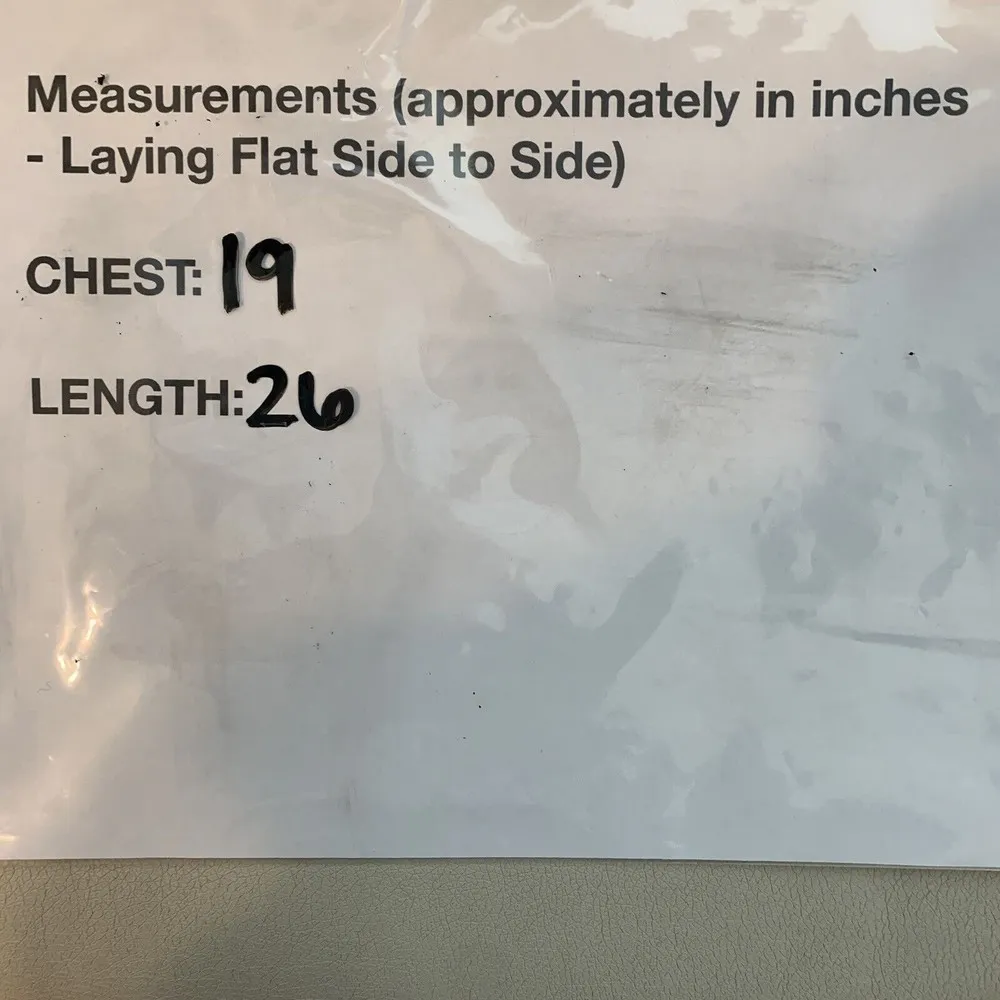 Measurements (approximately in inches
- Laying Flat Side to Side)
CHEST: 19
LENGTH: 26